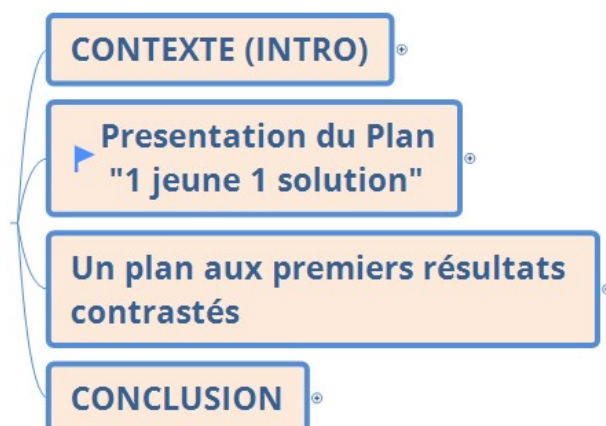 CONTEXTE (INTRO)
Presentation du Plan
"1 jeune 1 solution"
Un plan aux premiers résultats
contrastés
CONCLUSION